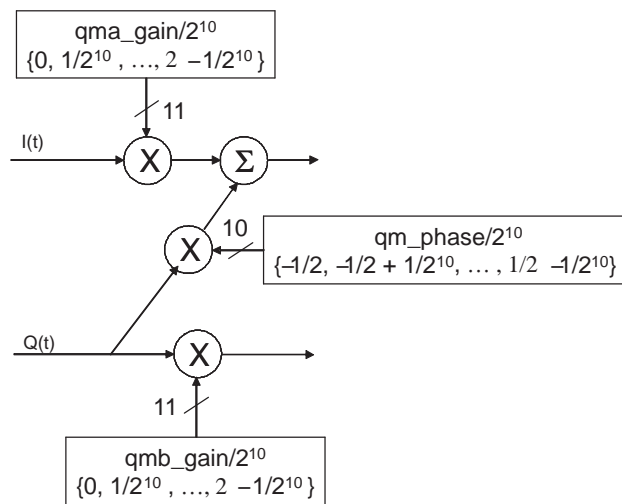 qma_gain/2¹⁰
{0, 1/2¹⁰ , …, 2 −1/2¹⁰}
11
I(t)
X
Σ
10
X
qm_phase/2¹⁰
{−1/2, −1/2 + 1/2¹⁰, … , 1/2 −1/2¹⁰}
Q(t)
X
11
qmb_gain/2¹⁰
{0, 1/2¹⁰ , …, 2 −1/2¹⁰}